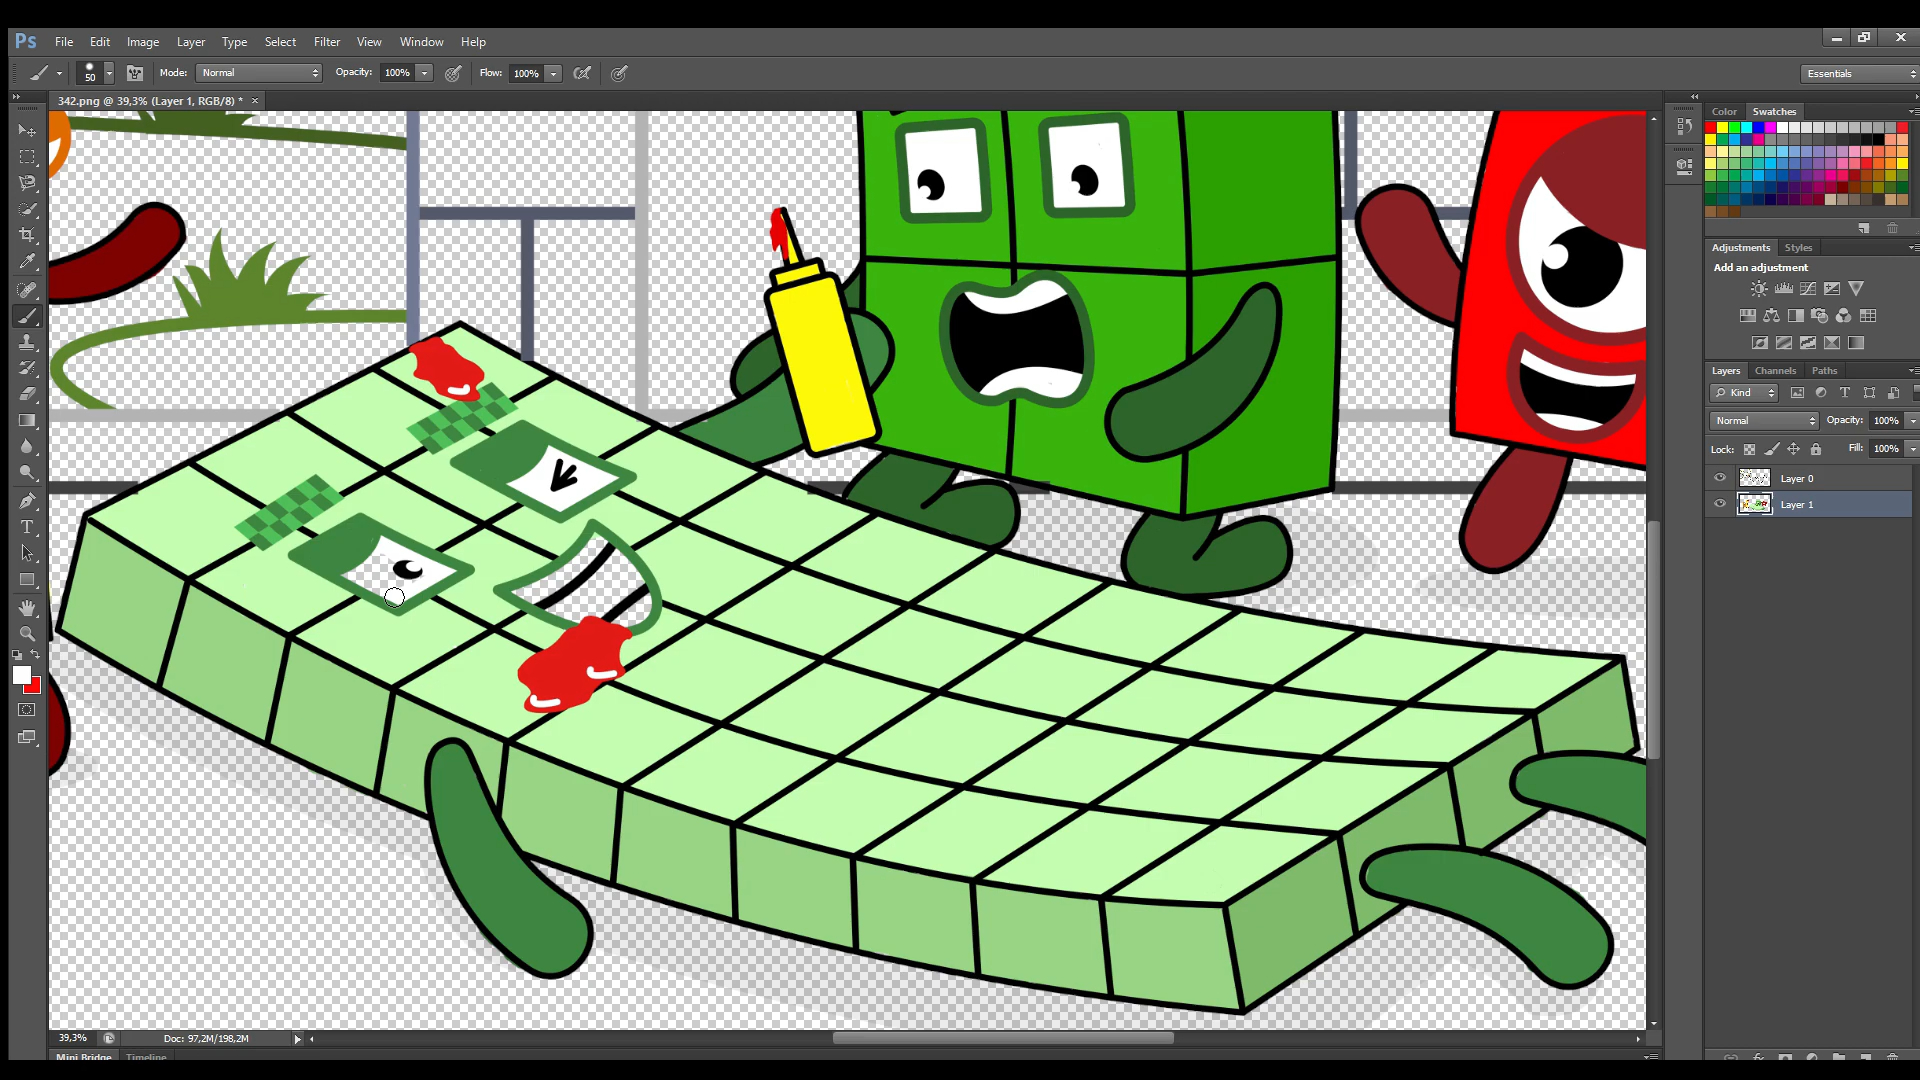 Ps File Edit Image Layer Type Select Filter View Window Help
50 Mode: Normal Opacity: 100% Flow: 100% Essentials
342.png @ 39,3% (Layer 1, RGB/8) * ×
Color Swatches
Adjustments Styles
Add an adjustment
Layers Channels Paths
Kind
Normal Opacity: 100%
Lock: Fill: 100%
Layer 0
Layer 1
39,3% Doc: 97,2M/198,2M
Mini Bridge Timeline